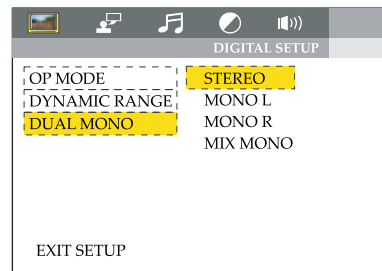 DIGITAL SETUP
OP MODE
DYNAMIC RANGE
DUAL MONO
STEREO
MONO L
MONO R
MIX MONO
EXIT SETUP